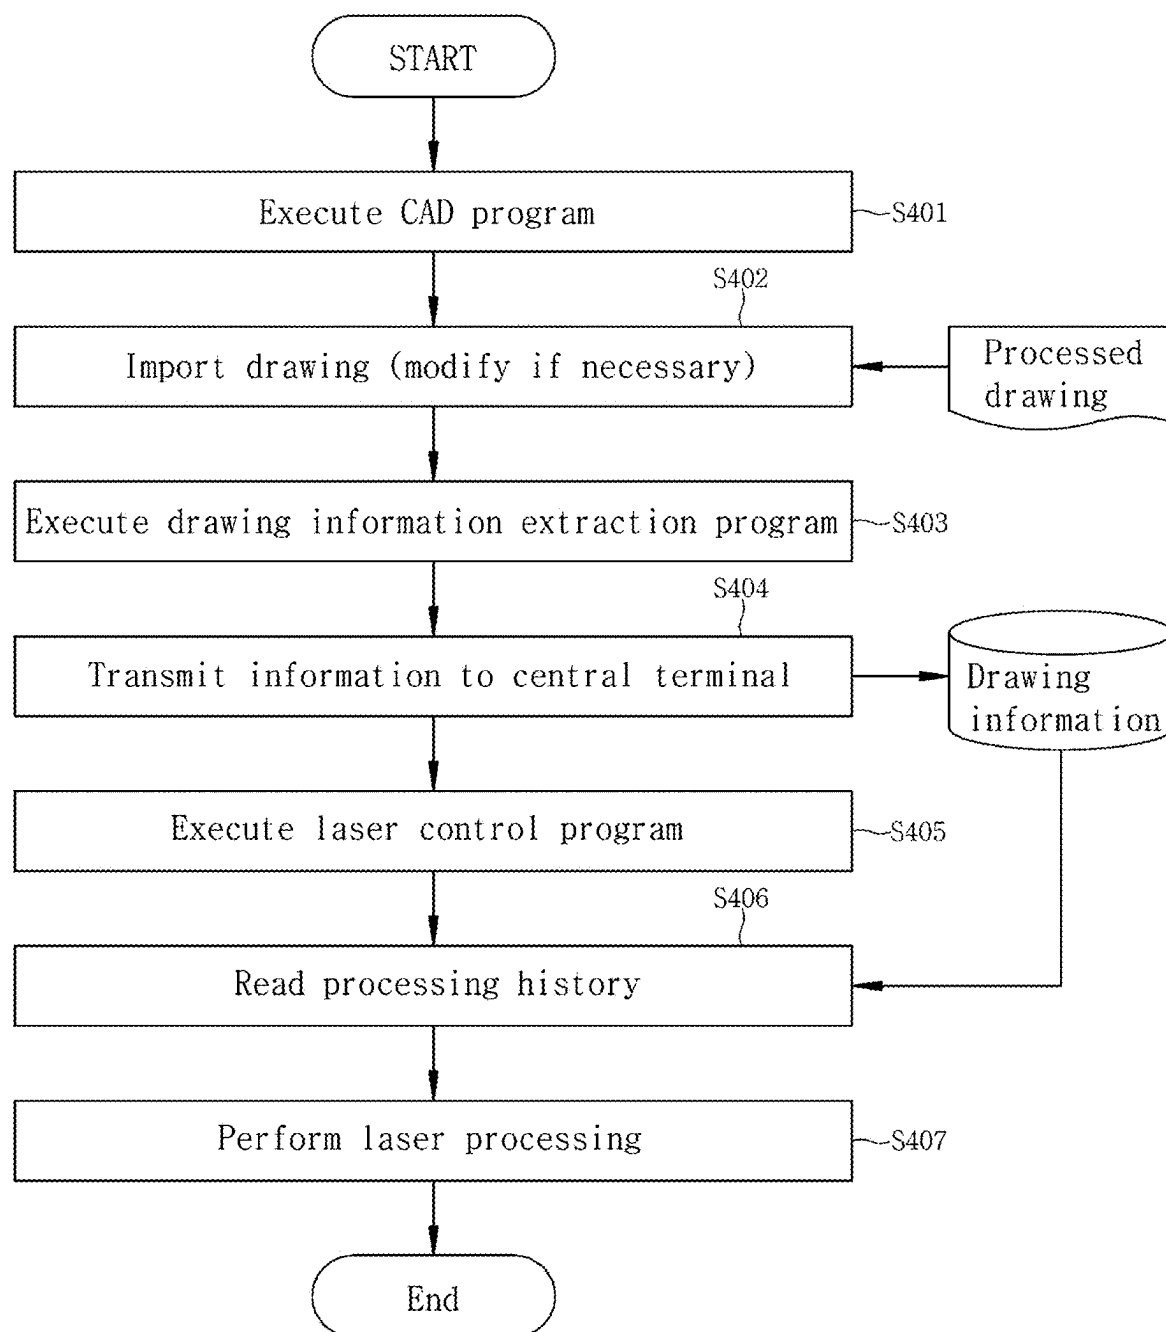 START
Execute CAD program
S401
S402
Import drawing (modify if necessary)
Processed
drawing
Execute drawing information extraction program
S403
S404
Transmit information to central terminal
Drawing
information
Execute laser control program
S405
S406
Read processing history
Perform laser processing
S407
End